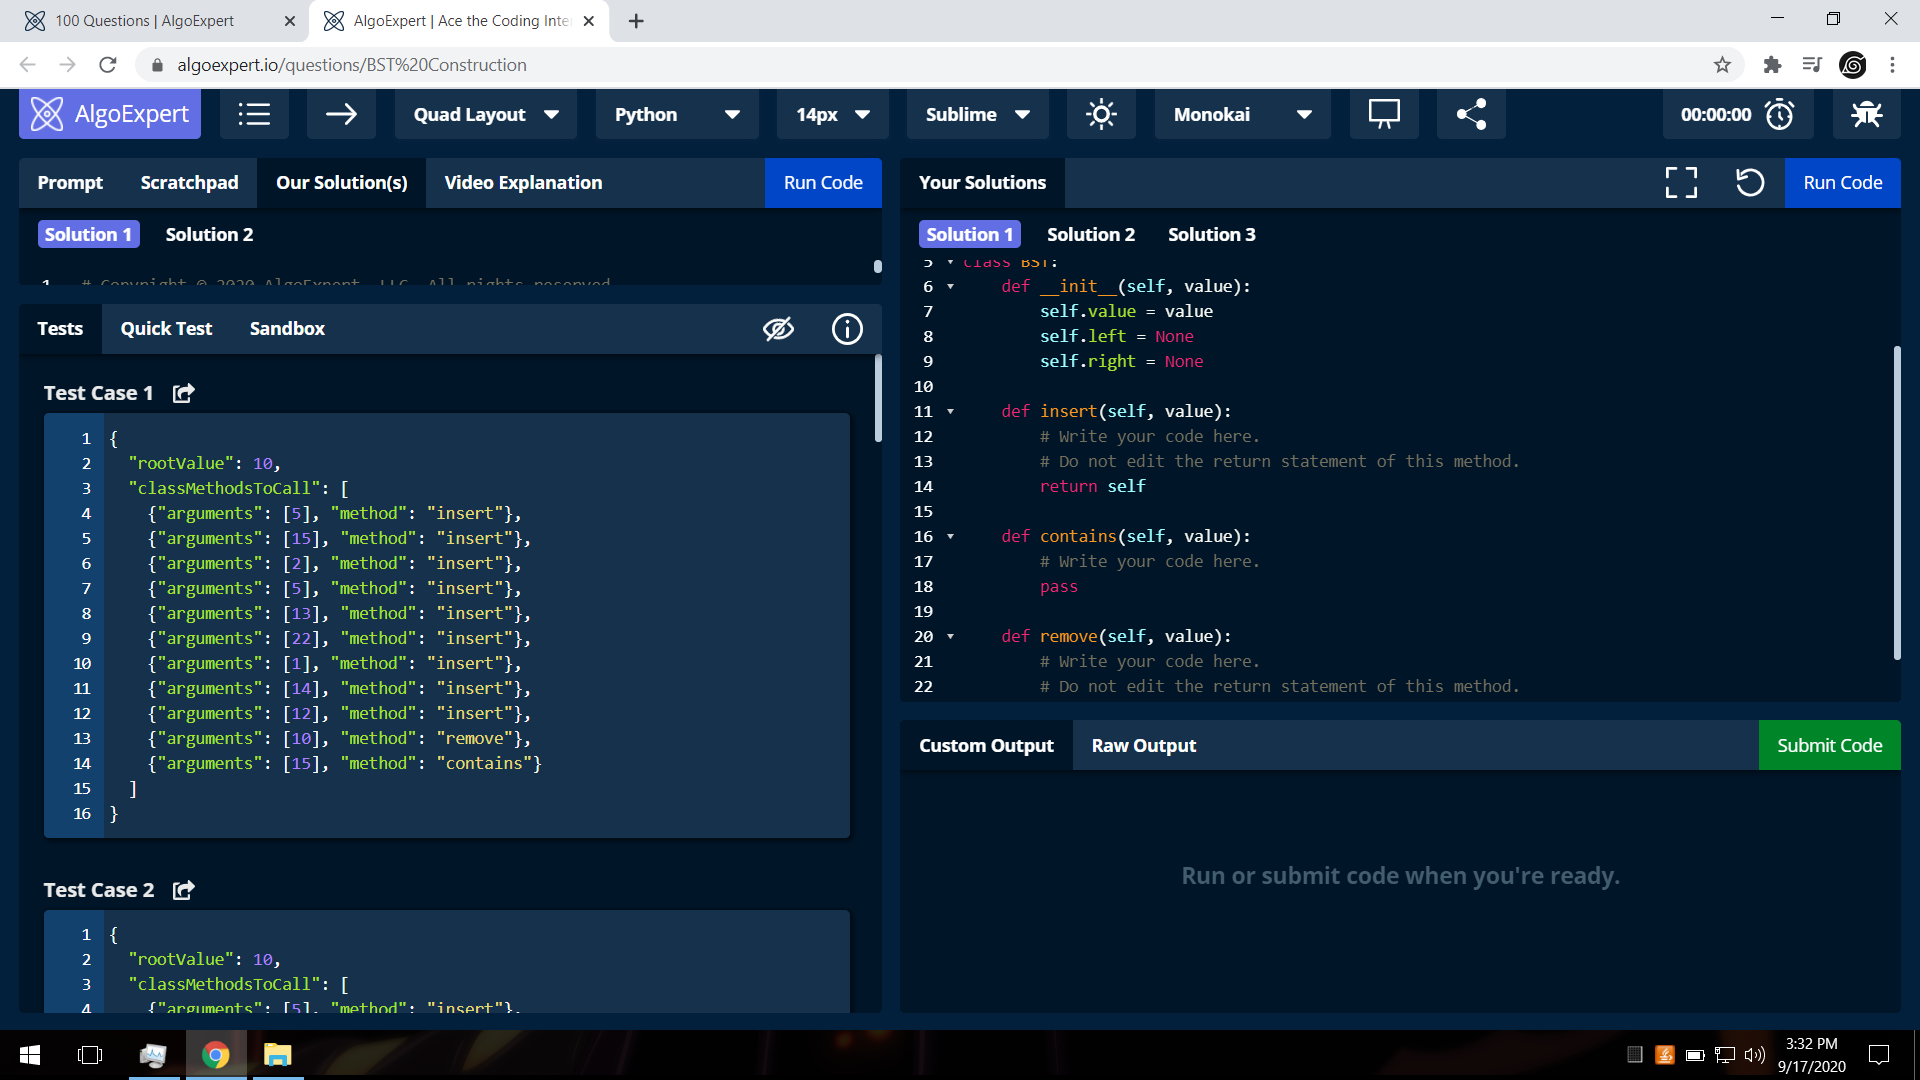 100 Questions | AlgoExpert
AlgoExpert | Ace the Coding Inte
algoexpert.io/questions/BST%20Construction
AlgoExpert
Quad Layout
Python
14px
Sublime
Monokai
00:00:00
Prompt
Scratchpad
Our Solution(s)
Video Explanation
Run Code
Solution 1
Solution 2
1 # Copyright © 2020 AlgoExpert, LLC. All rights reserved.
Tests
Quick Test
Sandbox
Test Case 1
1 {
2 "rootValue": 10,
3 "classMethodsToCall": [
4 {"arguments": [5], "method": "insert"},
5 {"arguments": [15], "method": "insert"},
6 {"arguments": [2], "method": "insert"},
7 {"arguments": [5], "method": "insert"},
8 {"arguments": [13], "method": "insert"},
9 {"arguments": [22], "method": "insert"},
10 {"arguments": [1], "method": "insert"},
11 {"arguments": [14], "method": "insert"},
12 {"arguments": [12], "method": "insert"},
13 {"arguments": [10], "method": "remove"},
14 {"arguments": [15], "method": "contains"}
15 ]
16 }
Test Case 2
1 {
2 "rootValue": 10,
3 "classMethodsToCall": [
4 {"arguments": [5], "method": "insert"},
Your Solutions
Run Code
Solution 1
Solution 2
Solution 3
5 class BST:
6 def __init__(self, value):
7 self.value = value
8 self.left = None
9 self.right = None
10
11 def insert(self, value):
12 # Write your code here.
13 # Do not edit the return statement of this method.
14 return self
15
16 def contains(self, value):
17 # Write your code here.
18 pass
19
20 def remove(self, value):
21 # Write your code here.
22 # Do not edit the return statement of this method.
Custom Output
Raw Output
Submit Code
Run or submit code when you're ready.
3:32 PM
9/17/2020